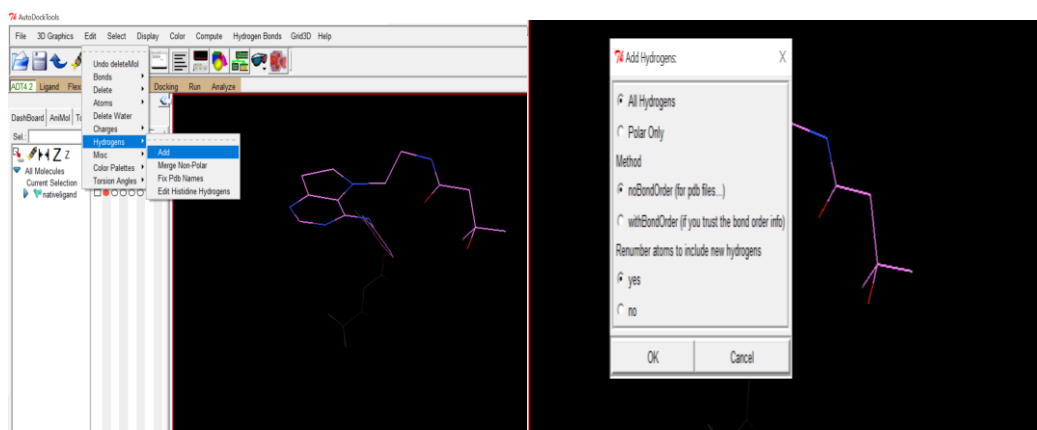 AutoDockTools
File 3D Graphics Edit Select Display Color Compute Hydrogen Bonds Grid3D Help
ADT4.2 Ligand Flex Docking Run Analyze
Undo deleteMol
Bonds
Delete
Atoms
Delete Water
Charges
Hydrogens
Misc
Color Palettes
Torsion Angles
Add
Merge Non-Polar
Fix Pdb Names
Edit Histidine Hydrogens
DashBoard AniMol To
Sel.:
Z Z
All Molecules
Current Selection
nativeligand
Add Hydrogens:
All Hydrogens
Polar Only
Method
noBondOrder (for pdb files...)
withBondOrder (if you trust the bond order info)
Renumber atoms to include new hydrogens
yes
no
OK Cancel